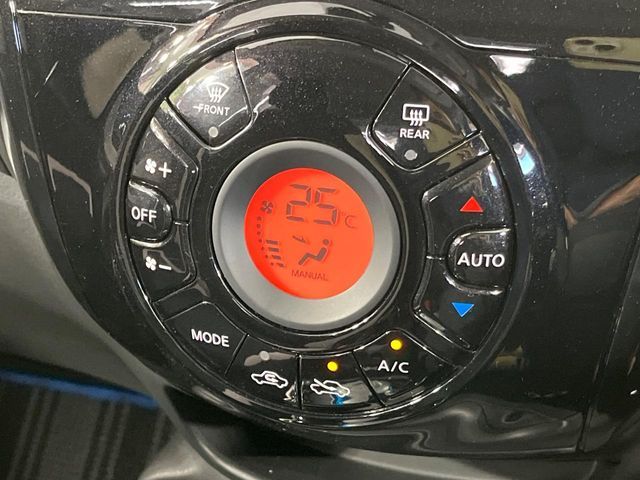 FRONT
REAR
+
OFF
−
25°C
MANUAL
AUTO
MODE
A/C